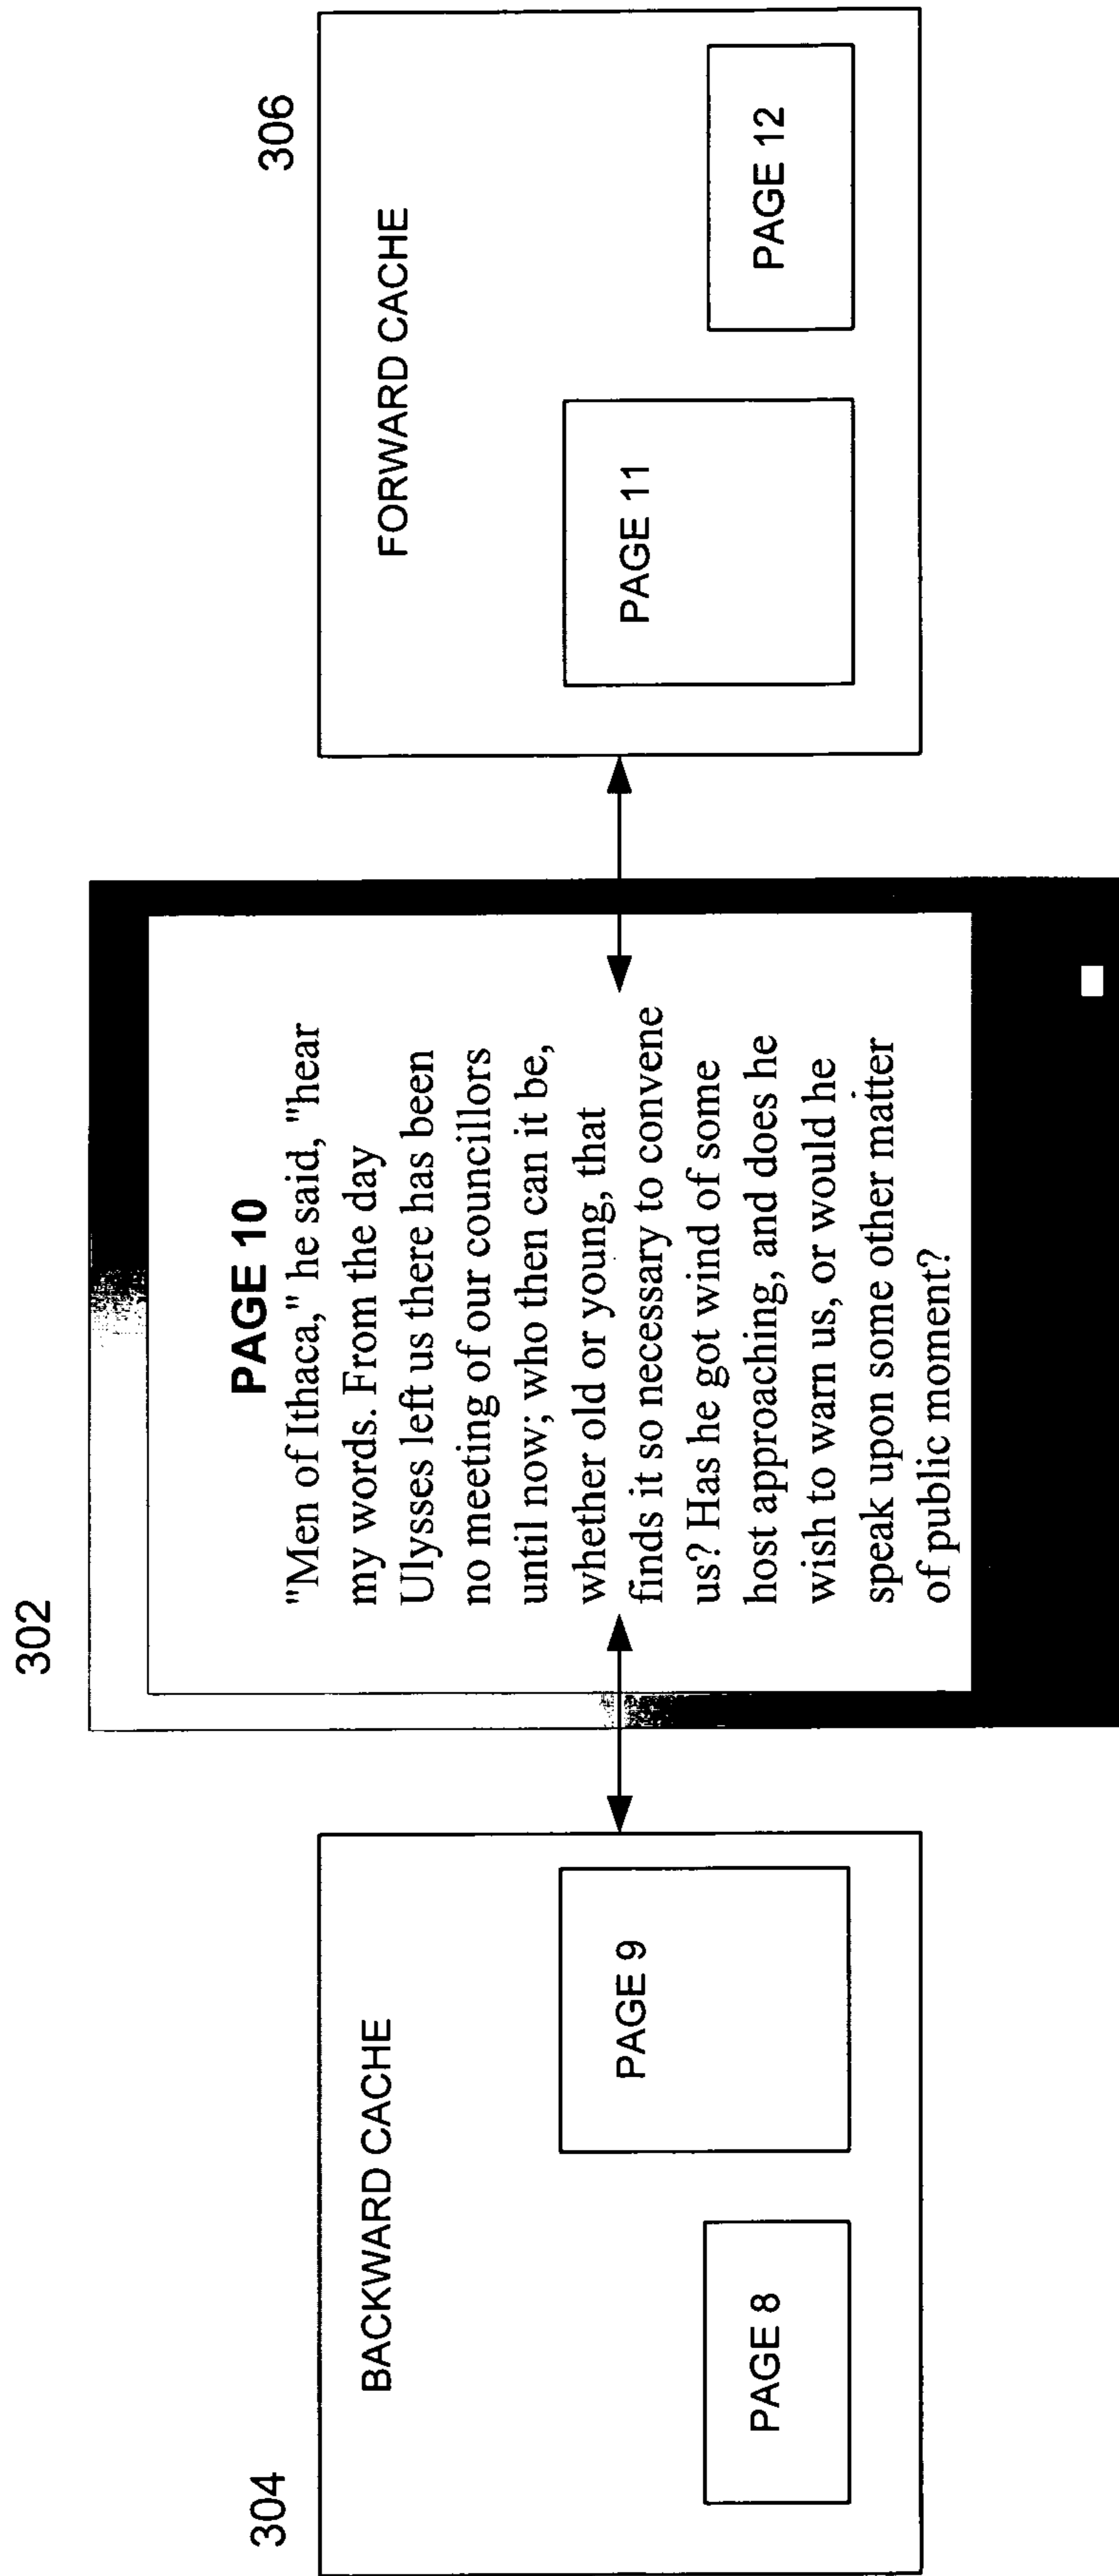 302
304
306
BACKWARD CACHE
PAGE 8
PAGE 9
PAGE 10
"Men of Ithaca," he said, "hear
my words. From the day
Ulysses left us there has been
no meeting of our councillors
until now; who then can it be,
whether old or young, that
finds it so necessary to convene
us? Has he got wind of some
host approaching, and does he
wish to warn us, or would he
speak upon some other matter
of public moment?
FORWARD CACHE
PAGE 11
PAGE 12